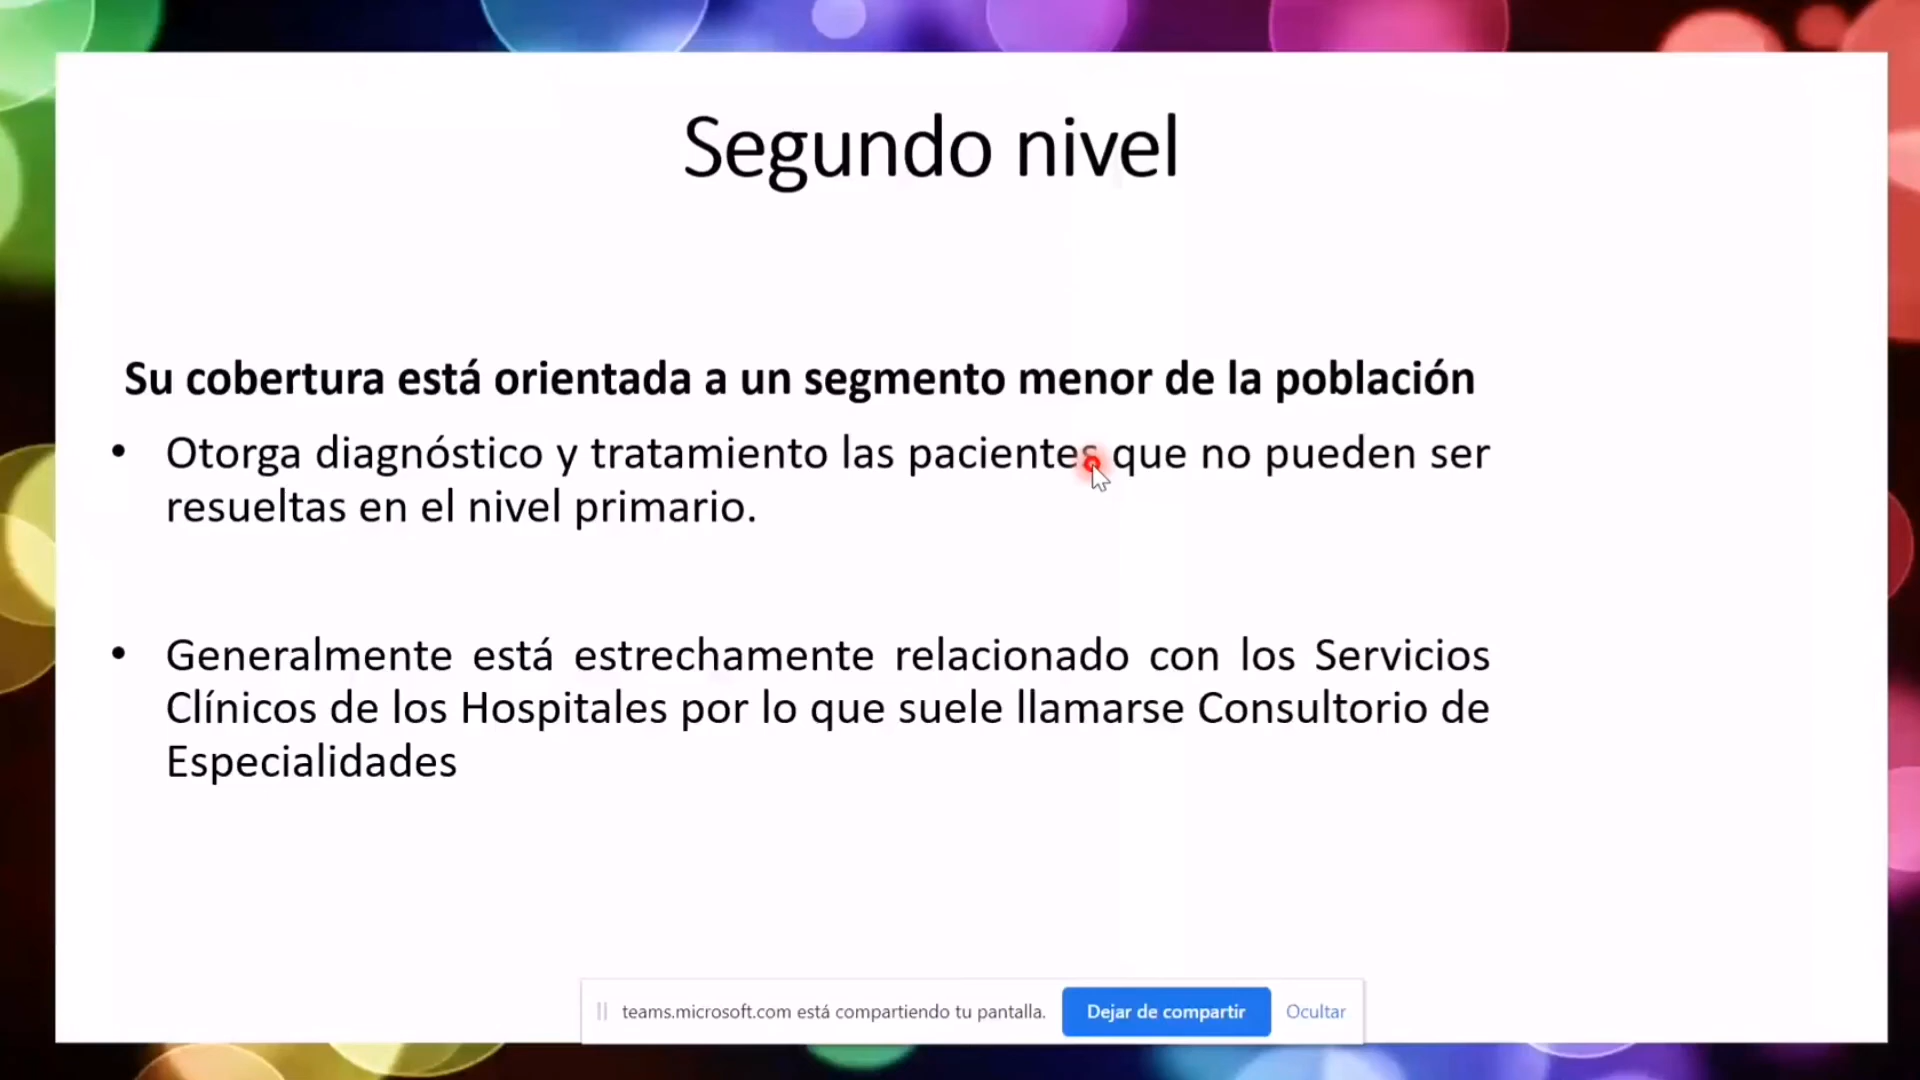 Segundo nivel
Su cobertura está orientada a un segmento menor de la población
• Otorga diagnóstico y tratamiento las pacientes que no pueden ser
resueltas en el nivel primario.
• Generalmente está estrechamente relacionado con los Servicios
Clínicos de los Hospitales por lo que suele llamarse Consultorio de
Especialidades
teams.microsoft.com está compartiendo tu pantalla. Dejar de compartir Ocultar